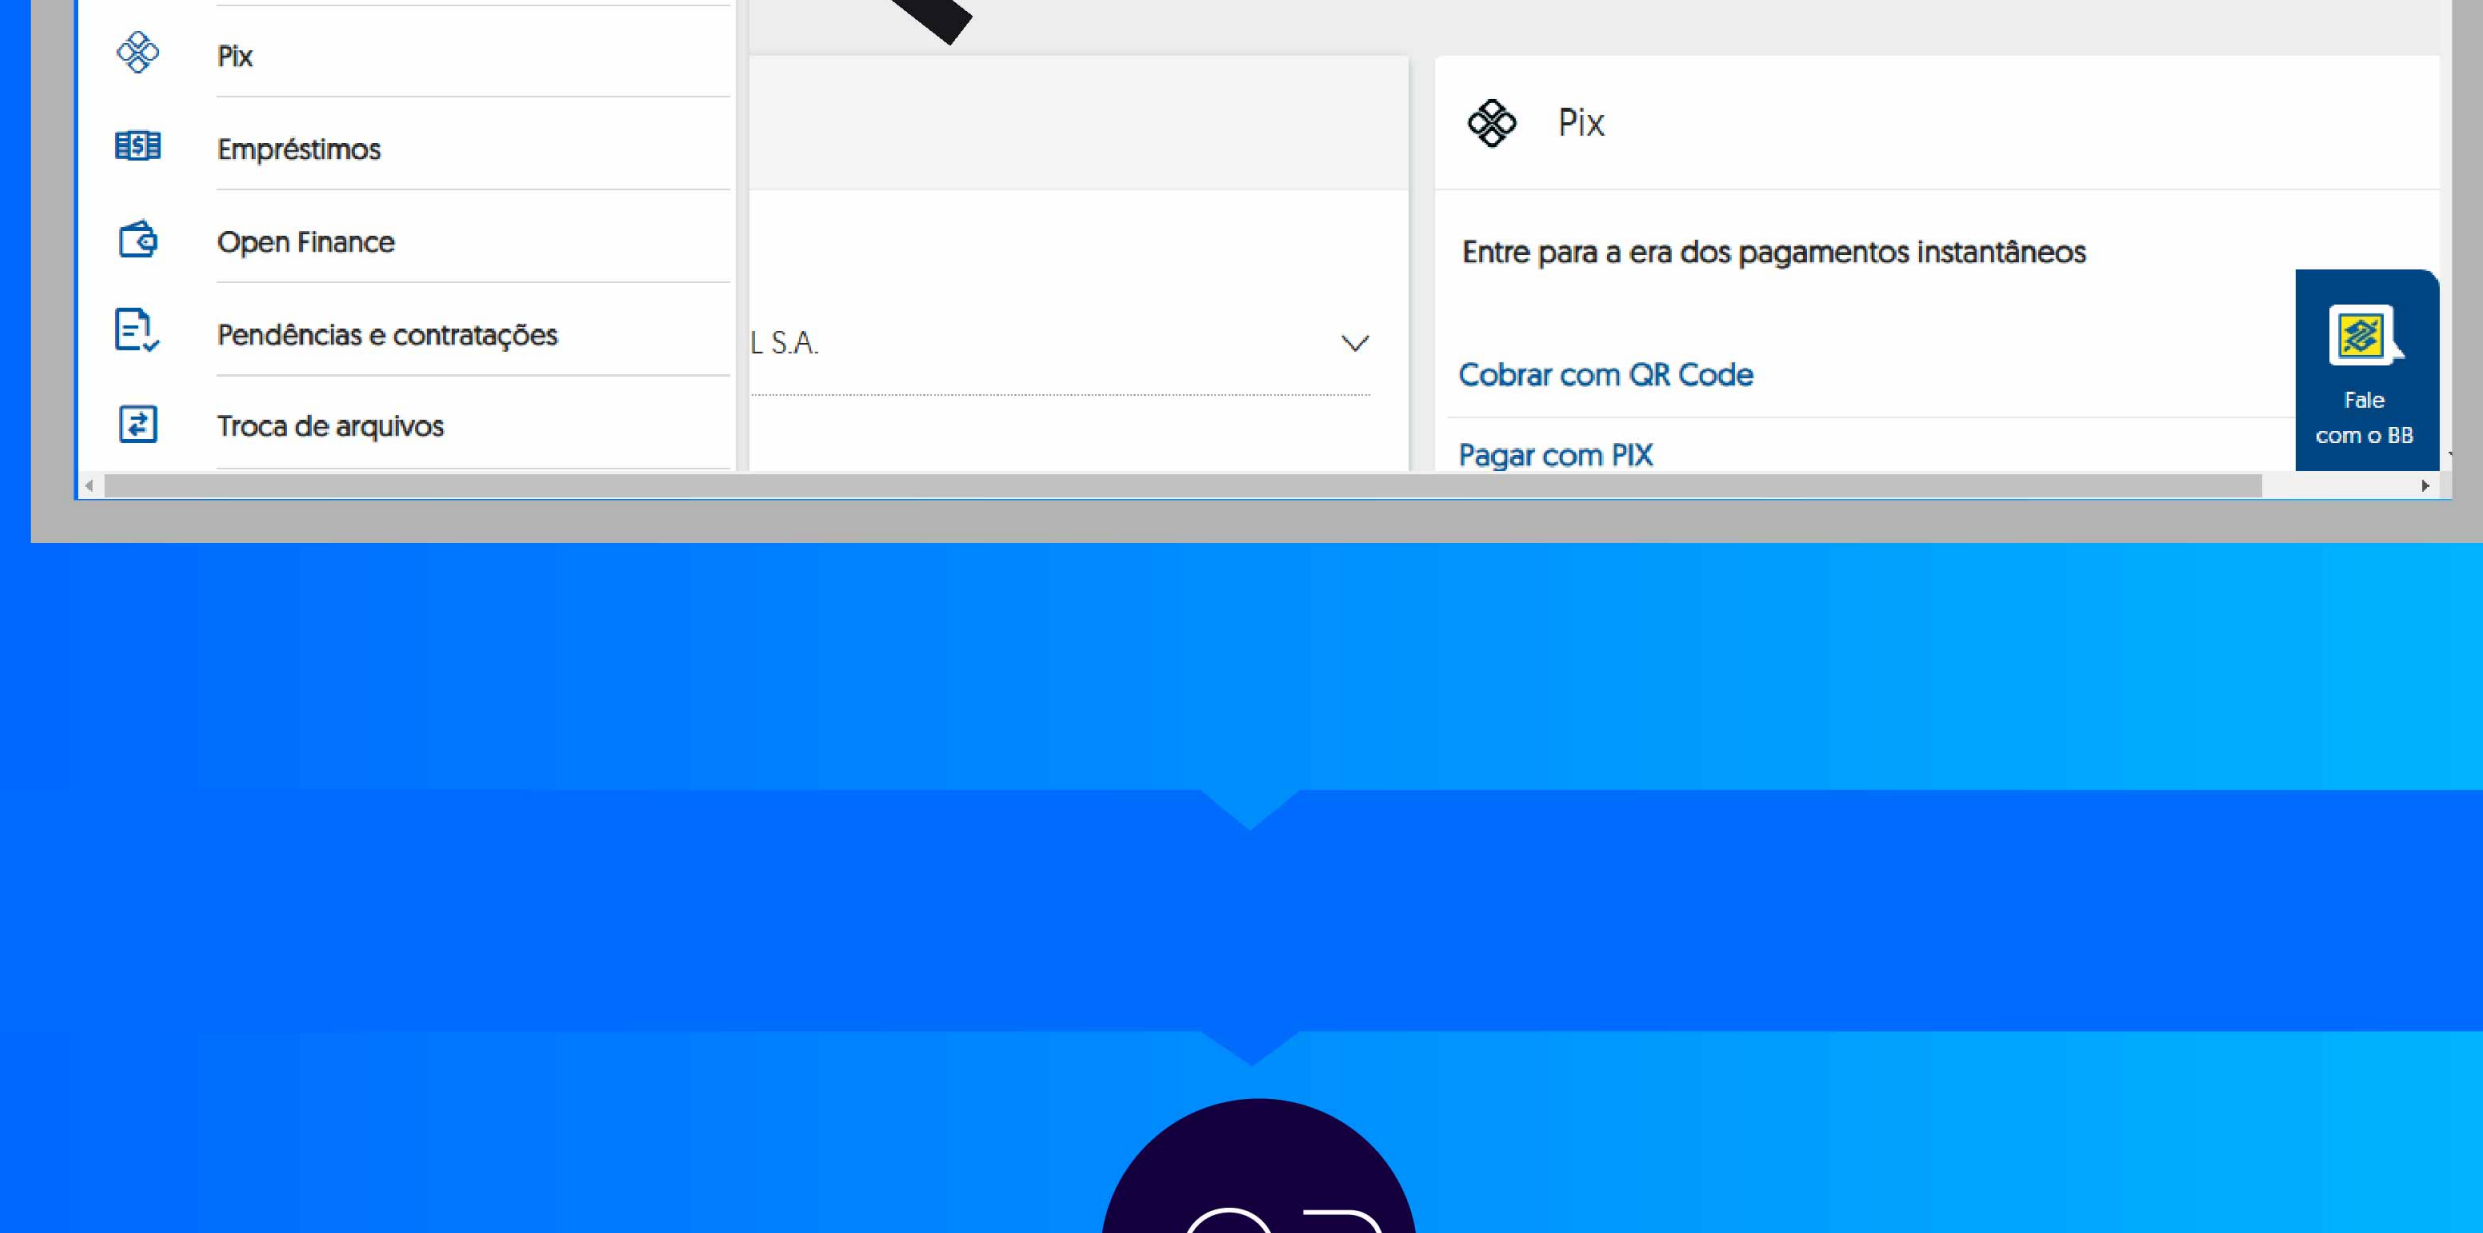 Pix
Empréstimos
Open Finance
Pendências e contratações
Troca de arquivos
L S.A.
Pix
Entre para a era dos pagamentos instantâneos
Cobrar com QR Code
Pagar com PIX
Fale
com o BB